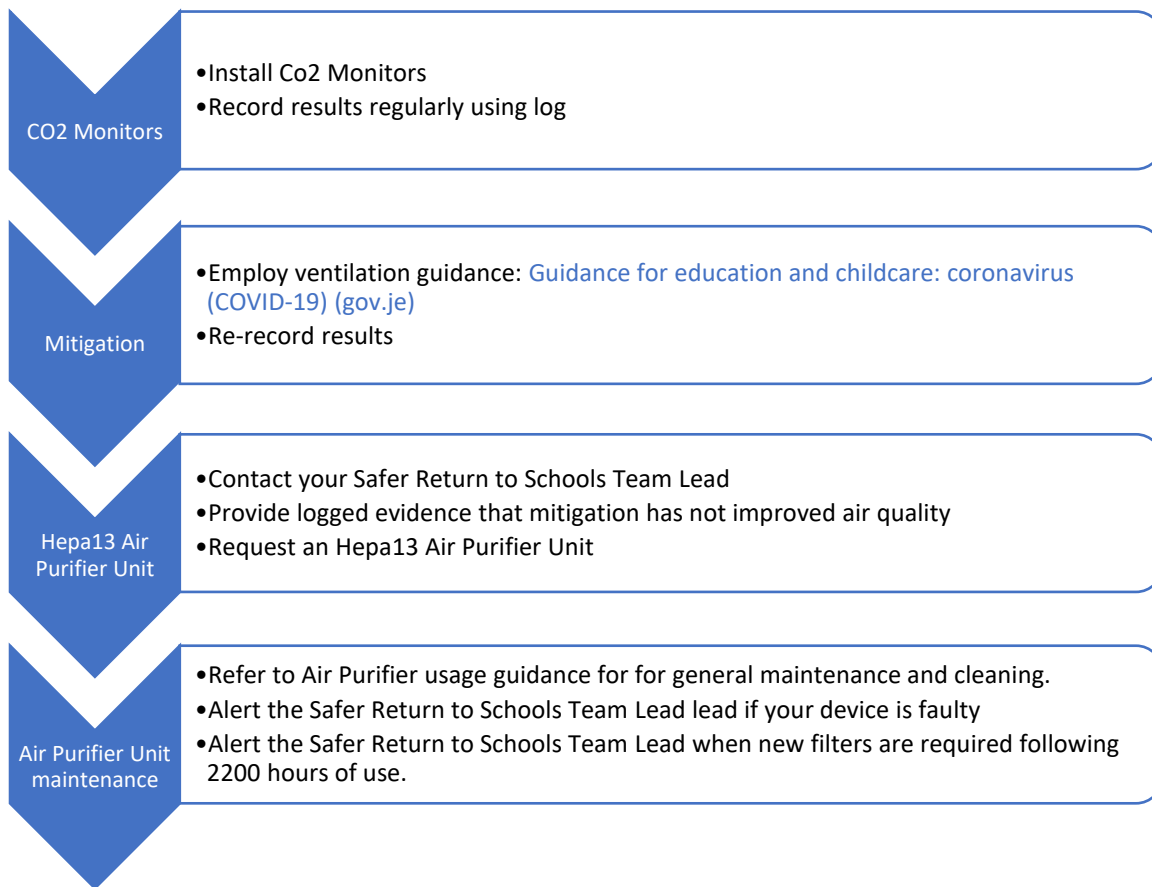 CO2 Monitors
•Install Co2 Monitors
•Record results regularly using log
Mitigation
•Employ ventilation guidance: Guidance for education and childcare: coronavirus
(COVID-19) (gov.je)
•Re-record results
Hepa13 Air
Purifier Unit
•Contact your Safer Return to Schools Team Lead
•Provide logged evidence that mitigation has not improved air quality
•Request an Hepa13 Air Purifier Unit
Air Purifier Unit
maintenance
•Refer to Air Purifier usage guidance for for general maintenance and cleaning.
•Alert the Safer Return to Schools Team Lead lead if your device is faulty
•Alert the Safer Return to Schools Team Lead when new filters are required following
2200 hours of use.